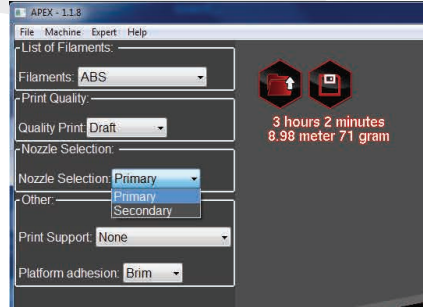 APEX - 1.1.8
File Machine Expert Help
List of Filaments:
Filaments: ABS
Print Quality:
Quality Print: Draft
Nozzle Selection:
Nozzle Selection: Primary
Primary
Secondary
Other:
Print Support: None
Platform adhesion: Brim
3 hours 2 minutes
8.98 meter 71 gram